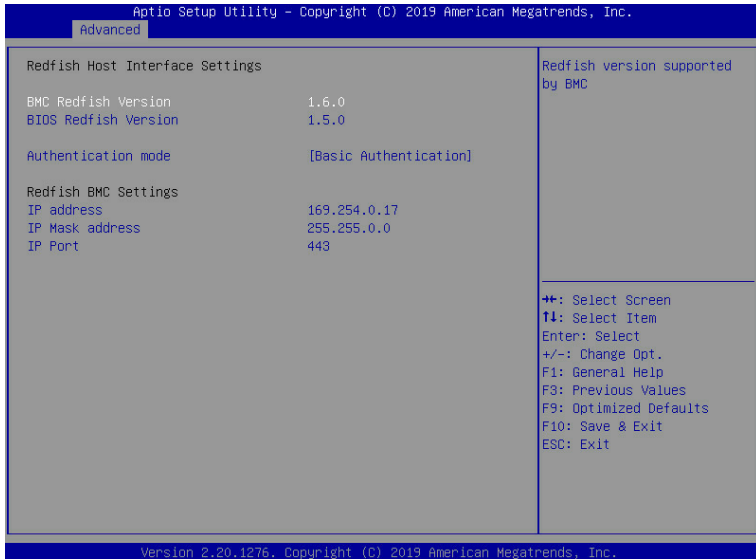 Aptio Setup Utility – Copyright (C) 2019 American Megatrends, Inc.
Advanced
Redfish Host Interface Settings
BMC Redfish Version 1.6.0
BIOS Redfish Version 1.5.0
Authentication mode [Basic Authentication]
Redfish BMC Settings
IP address 169.254.0.17
IP Mask address 255.255.0.0
IP Port 443
Redfish version supported
by BMC
→←: Select Screen
↑↓: Select Item
Enter: Select
+/-: Change Opt.
F1: General Help
F3: Previous Values
F9: Optimized Defaults
F10: Save & Exit
ESC: Exit
Version 2.20.1276. Copyright (C) 2019 American Megatrends, Inc.